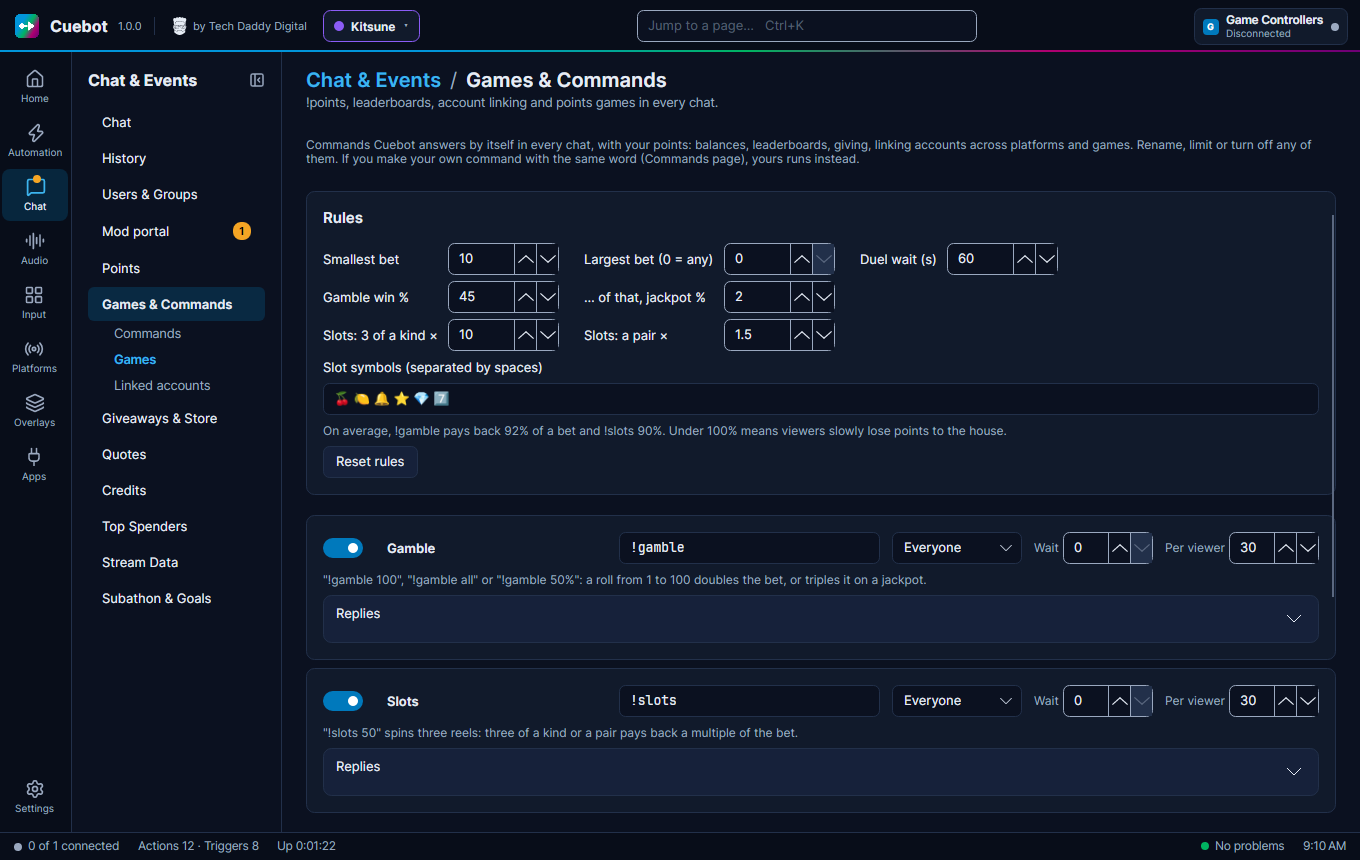 Cuebot 1.0.0 by Tech Daddy Digital Kitsune Jump to a page... Ctrl+K G Game Controllers
Disconnected
Home
Automation
Chat
Audio
Input
Platforms
Overlays
Apps
Settings
Chat & Events
Chat
History
Users & Groups
Mod portal 1
Points
Games & Commands
Commands
Games
Linked accounts
Giveaways & Store
Quotes
Credits
Top Spenders
Stream Data
Subathon & Goals
Chat & Events / Games & Commands
!points, leaderboards, account linking and points games in every chat.
Commands Cuebot answers by itself in every chat, with your points: balances, leaderboards, giving, linking accounts across platforms and games. Rename, limit or turn off any of
them. If you make your own command with the same word (Commands page), yours runs instead.
Rules
Smallest bet 10 Largest bet (0 = any) 0 Duel wait (s) 60
Gamble win % 45 ... of that, jackpot % 2
Slots: 3 of a kind × 10 Slots: a pair × 1.5
Slot symbols (separated by spaces)
🍒 🍋 🔔 ⭐ 💎 7️⃣
On average, !gamble pays back 92% of a bet and !slots 90%. Under 100% means viewers slowly lose points to the house.
Reset rules
Gamble !gamble Everyone Wait 0 Per viewer 30
"!gamble 100", "!gamble all" or "!gamble 50%": a roll from 1 to 100 doubles the bet, or triples it on a jackpot.
Replies
Slots !slots Everyone Wait 0 Per viewer 30
"!slots 50" spins three reels: three of a kind or a pair pays back a multiple of the bet.
Replies
0 of 1 connected Actions 12 · Triggers 8 Up 0:01:22 No problems 9:10 AM